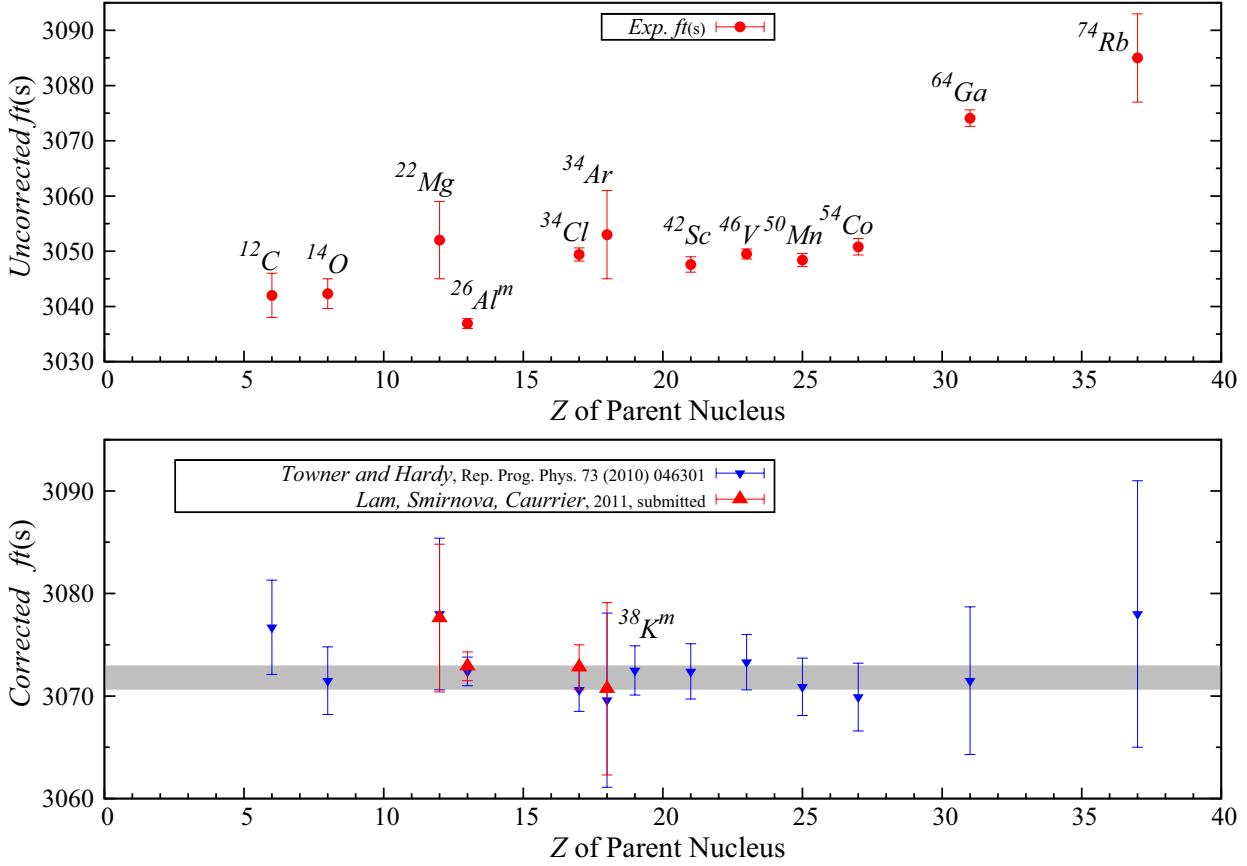 Exp. ft(s)
Uncorrected ft(s)
3090
3080
3070
3060
3050
3040
3030
¹²C
¹⁴O
²²Mg
²⁶Alᵐ
³⁴Cl
³⁴Ar
⁴²Sc
⁴⁶V
⁵⁰Mn
⁵⁴Co
⁶⁴Ga
⁷⁴Rb
0 5 10 15 20 25 30 35 40
Z of Parent Nucleus
Towner and Hardy, Rep. Prog. Phys. 73 (2010) 046301
Lam, Smirnova, Caurrier, 2011, submitted
Corrected ft(s)
3090
3080
3070
3060
³⁸Kᵐ
0 5 10 15 20 25 30 35 40
Z of Parent Nucleus